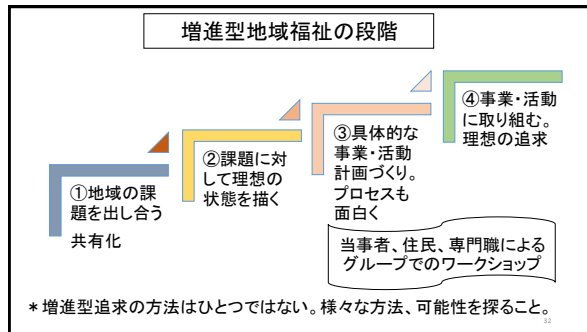 増進型地域福祉の段階
①地域の課
題を出し合う
共有化
②課題に対
して理想の
状態を描く
③具体的な
事業・活動
計画づくり。
プロセスも
面白く
④事業・活動
に取り組む。
理想の追求
当事者、住民、専門職による
グループでのワークショップ
＊増進型追求の方法はひとつではない。様々な方法、可能性を探ること。
32